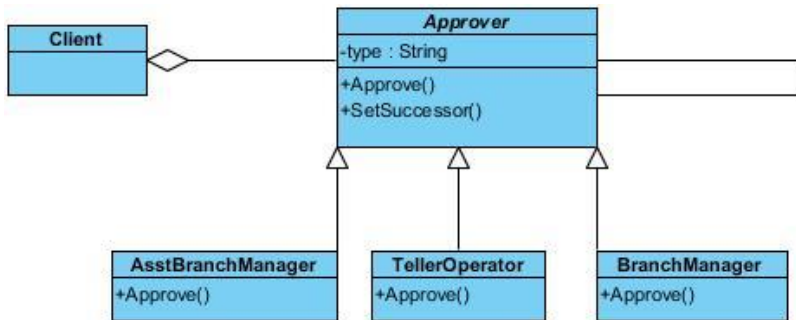 Approver
Client
-type : String
+Approve()
+SetSuccessor()
AsstBranchManager
+Approve()
TellerOperator
+Approve()
BranchManager
+Approve()